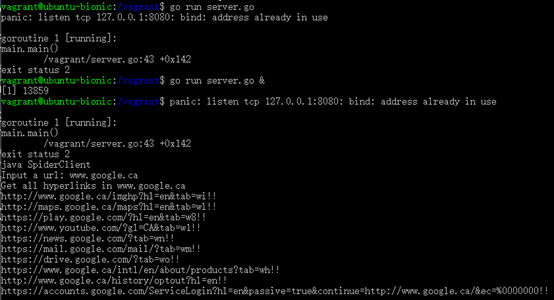 vagrant@ubuntu-bionic:/vagrant$ go run server.go
panic: listen tcp 127.0.0.1:8080: bind: address already in use
goroutine 1 [running]:
main.main()
/vagrant/server.go:43 +0x142
exit status 2
vagrant@ubuntu-bionic:/vagrant$ go run server.go &
[1] 13859
vagrant@ubuntu-bionic:/vagrant$ panic: listen tcp 127.0.0.1:8080: bind: address already in use
goroutine 1 [running]:
main.main()
/vagrant/server.go:43 +0x142
exit status 2
java SpiderClient
Input a url: www.google.ca
Get all hyperlinks in www.google.ca
http://www.google.ca/imghp?hl=en&tab=wi!!
http://maps.google.ca/maps?hl=en&tab=wl!!
https://play.google.com/?hl=en&tab=w8!!
http://www.youtube.com/?gl=CA&tab=w1!!
https://news.google.com/?tab=wn!!
https://mail.google.com/mail/?tab=wm!!
https://drive.google.com/?tab=wo!!
https://www.google.ca/intl/en/about/products?tab=wh!!
http://www.google.ca/history/optout?hl=en!!
https://accounts.google.com/ServiceLogin?hl=en&passive=true&continue=http://www.google.ca/&ec=%0000000!!